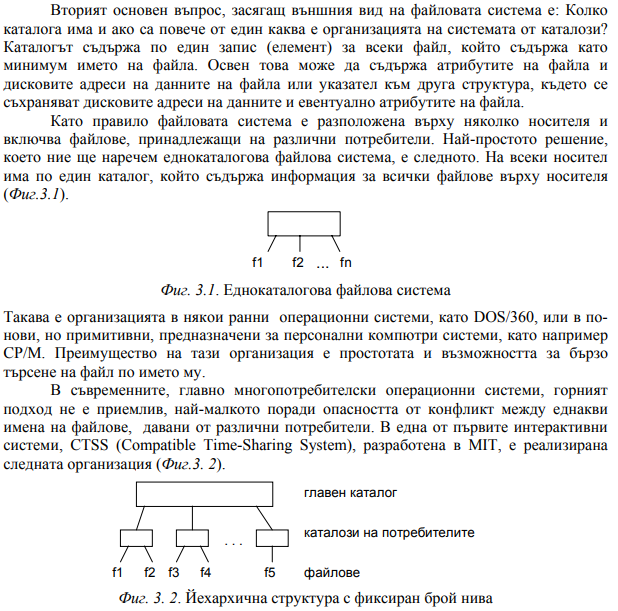 Вторият основен въпрос, засягащ външния вид на файловата система е: Колко
каталога има и ако са повече от един каква е организацията на системата от каталози?
Каталогът съдържа по един запис (елемент) за всеки файл, който съдържа като
минимум името на файла. Освен това може да съдържа атрибутите на файла и
дисковите адреси на данните на файла или указател към друга структура, където се
съхраняват дисковите адреси на данните и евентуално атрибутите на файла.
Като правило файловата система е разположена върху няколко носителя и
включва файлове, принадлежащи на различни потребители. Най-простото решение,
което ние ще наречем еднокаталогова файлова система, е следното. На всеки носител
има по един каталог, който съдържа информация за всички файлове върху носителя
(Фиг.3.1).
f1 f2 ... fn
Фиг. 3.1. Еднокаталогова файлова система
Такава е организацията в някои ранни операционни системи, като DOS/360, или в по-
нови, но примитивни, предназначени за персонални компютри системи, като например
CP/M. Преимущество на тази организация е простотата и възможността за бързо
търсене на файл по името му.
В съвременните, главно многопотребителски операционни системи, горният
подход не е приемлив, най-малкото поради опасността от конфликт между еднакви
имена на файлове, давани от различни потребители. В една от първите интерактивни
системи, CTSS (Compatible Time-Sharing System), разработена в MIT, е реализирана
следната организация (Фиг.3. 2).
главен каталог
. . . каталози на потребителите
f1 f2 f3 f4 f5 файлове
Фиг. 3. 2. Йехархична структура с фиксиран брой нива